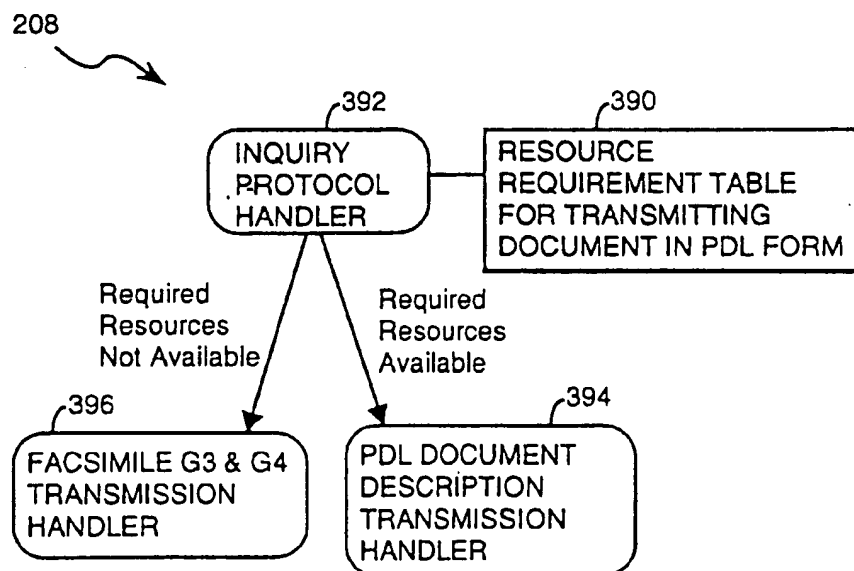 208
392
INQUIRY
PROTOCOL
HANDLER
390
RESOURCE
REQUIREMENT TABLE
FOR TRANSMITTING
DOCUMENT IN PDL FORM
Required
Resources
Not Available
Required
Resources
Available
396
FACSIMILE G3 & G4
TRANSMISSION
HANDLER
394
PDL DOCUMENT
DESCRIPTION
TRANSMISSION
HANDLER